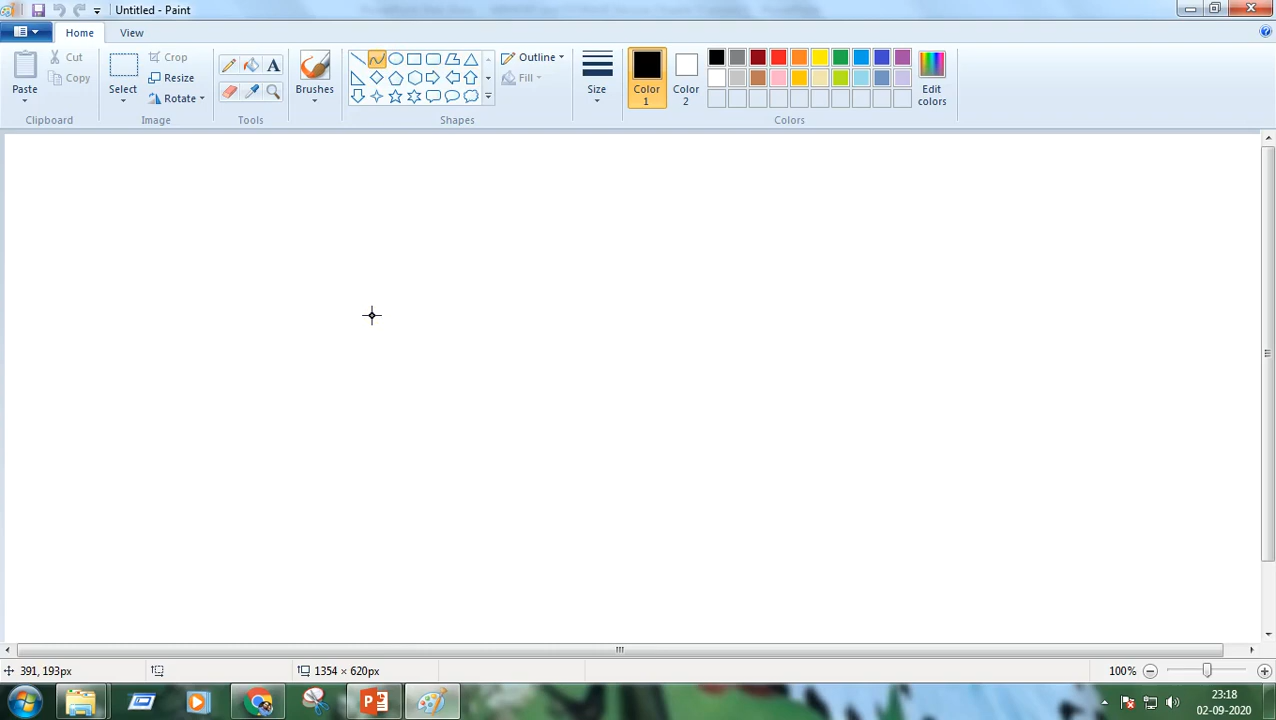 Untitled - Paint
Home View
Paste
Cut
Copy
Clipboard
Select
Crop
Resize
Rotate
Image
A
Tools
Brushes
Shapes
Outline
Fill
Size
Color
1
Color
2
Edit
colors
Colors
391, 193px
1354 × 620px
100%
23:18
02-09-2020